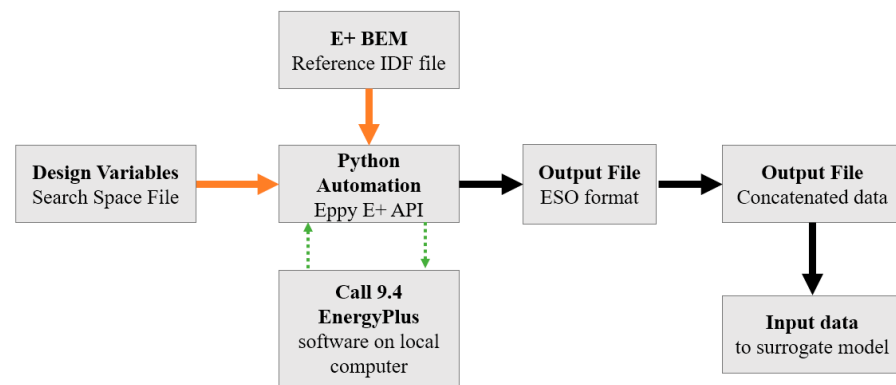 E+ BEM
Reference IDF file
Design Variables
Search Space File
Python
Automation
Eppy E+ API
Output File
ESO format
Output File
Concatenated data
Call 9.4
EnergyPlus
software on local
computer
Input data
to surrogate model